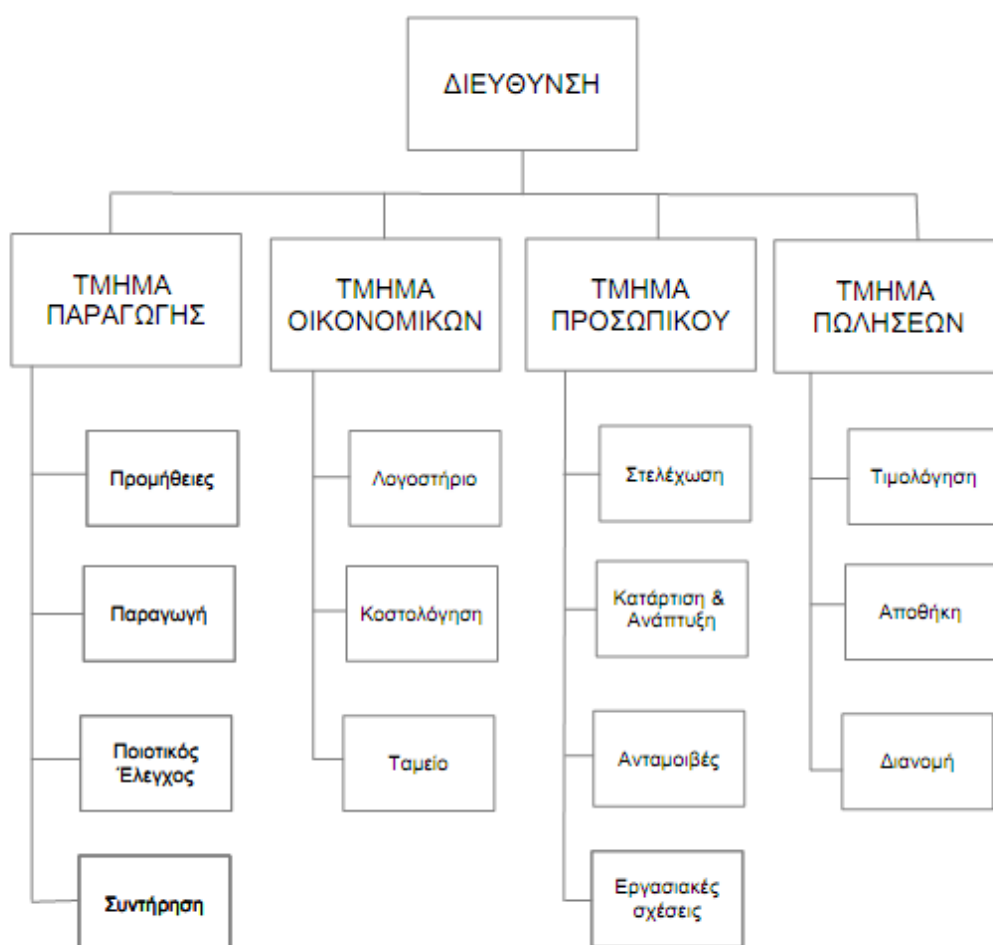 ΔΙΕΥΘΥΝΣΗ
ΤΜΗΜΑ
ΠΑΡΑΓΩΓΗΣ
ΤΜΗΜΑ
ΟΙΚΟΝΟΜΙΚΩΝ
ΤΜΗΜΑ
ΠΡΟΣΩΠΙΚΟΥ
ΤΜΗΜΑ
ΠΩΛΗΣΕΩΝ
Προμήθειες
Λογοστήριο
Στελέχωση
Τιμολόγηση
Παραγωγή
Κοστολόγηση
Κατάρτιση &
Ανάπτυξη
Αποθήκη
Ποιοτικός
Έλεγχος
Ταμείο
Ανταμοιβές
Διανομή
Συντήρηση
Εργασιακές
σχέσεις